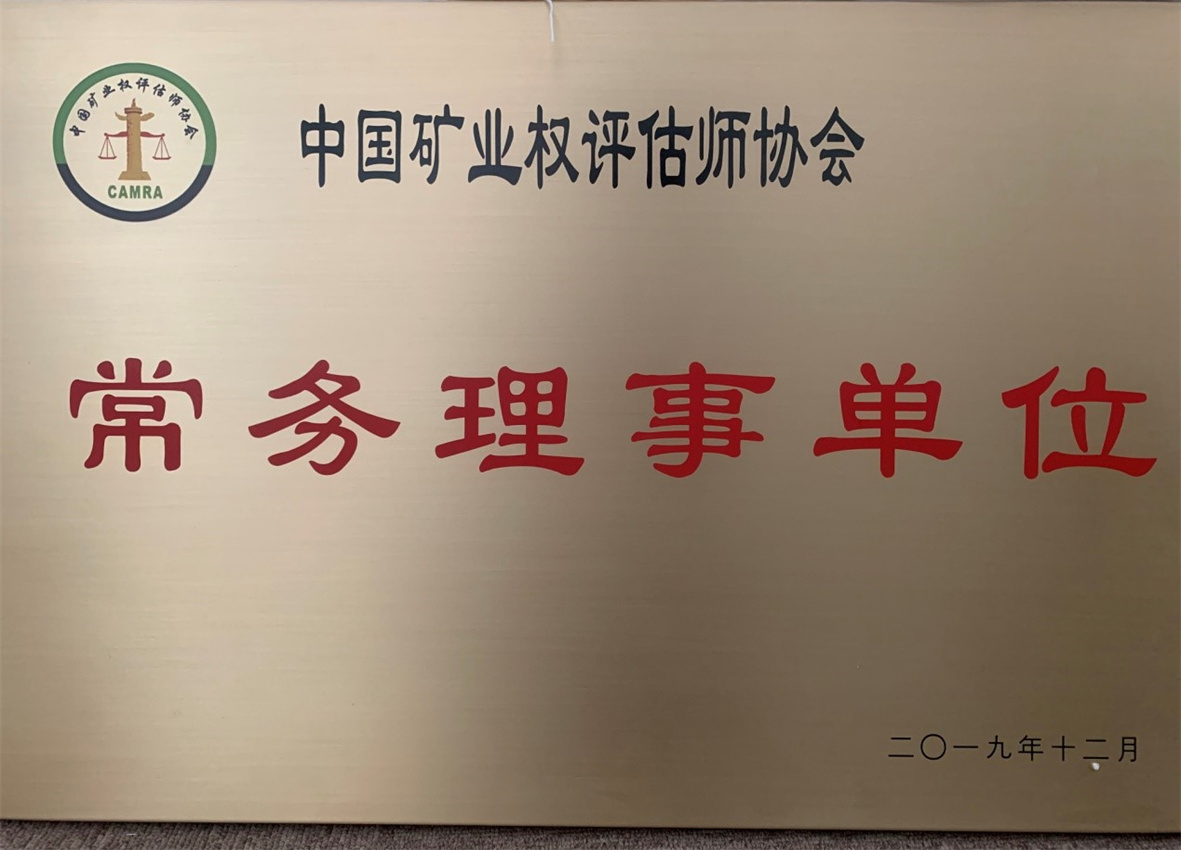 中国矿业权评估师协会
CAMRA
中国矿业权评估师协会
常务理事单位
二〇一九年十二月